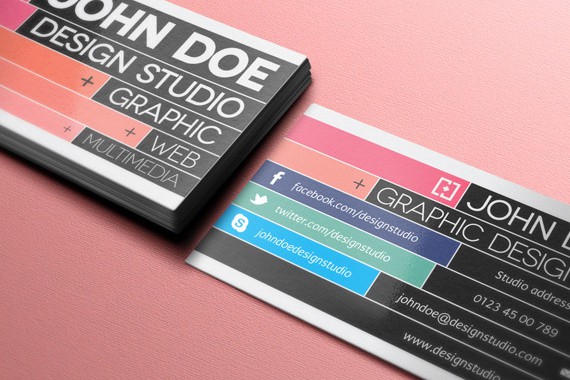 JOHN DOE
DESIGN STUDIO
+ GRAPHIC
+ + WEB
MULTIMEDIA
JOHN D
+ GRAPHIC DESIGN
f facebook.com/designstudio
twitter.com/designstudio
johndoedesignstudio
Studio address
0123 45 00 789
johndoe@designstudio.com
www.designstudio.com